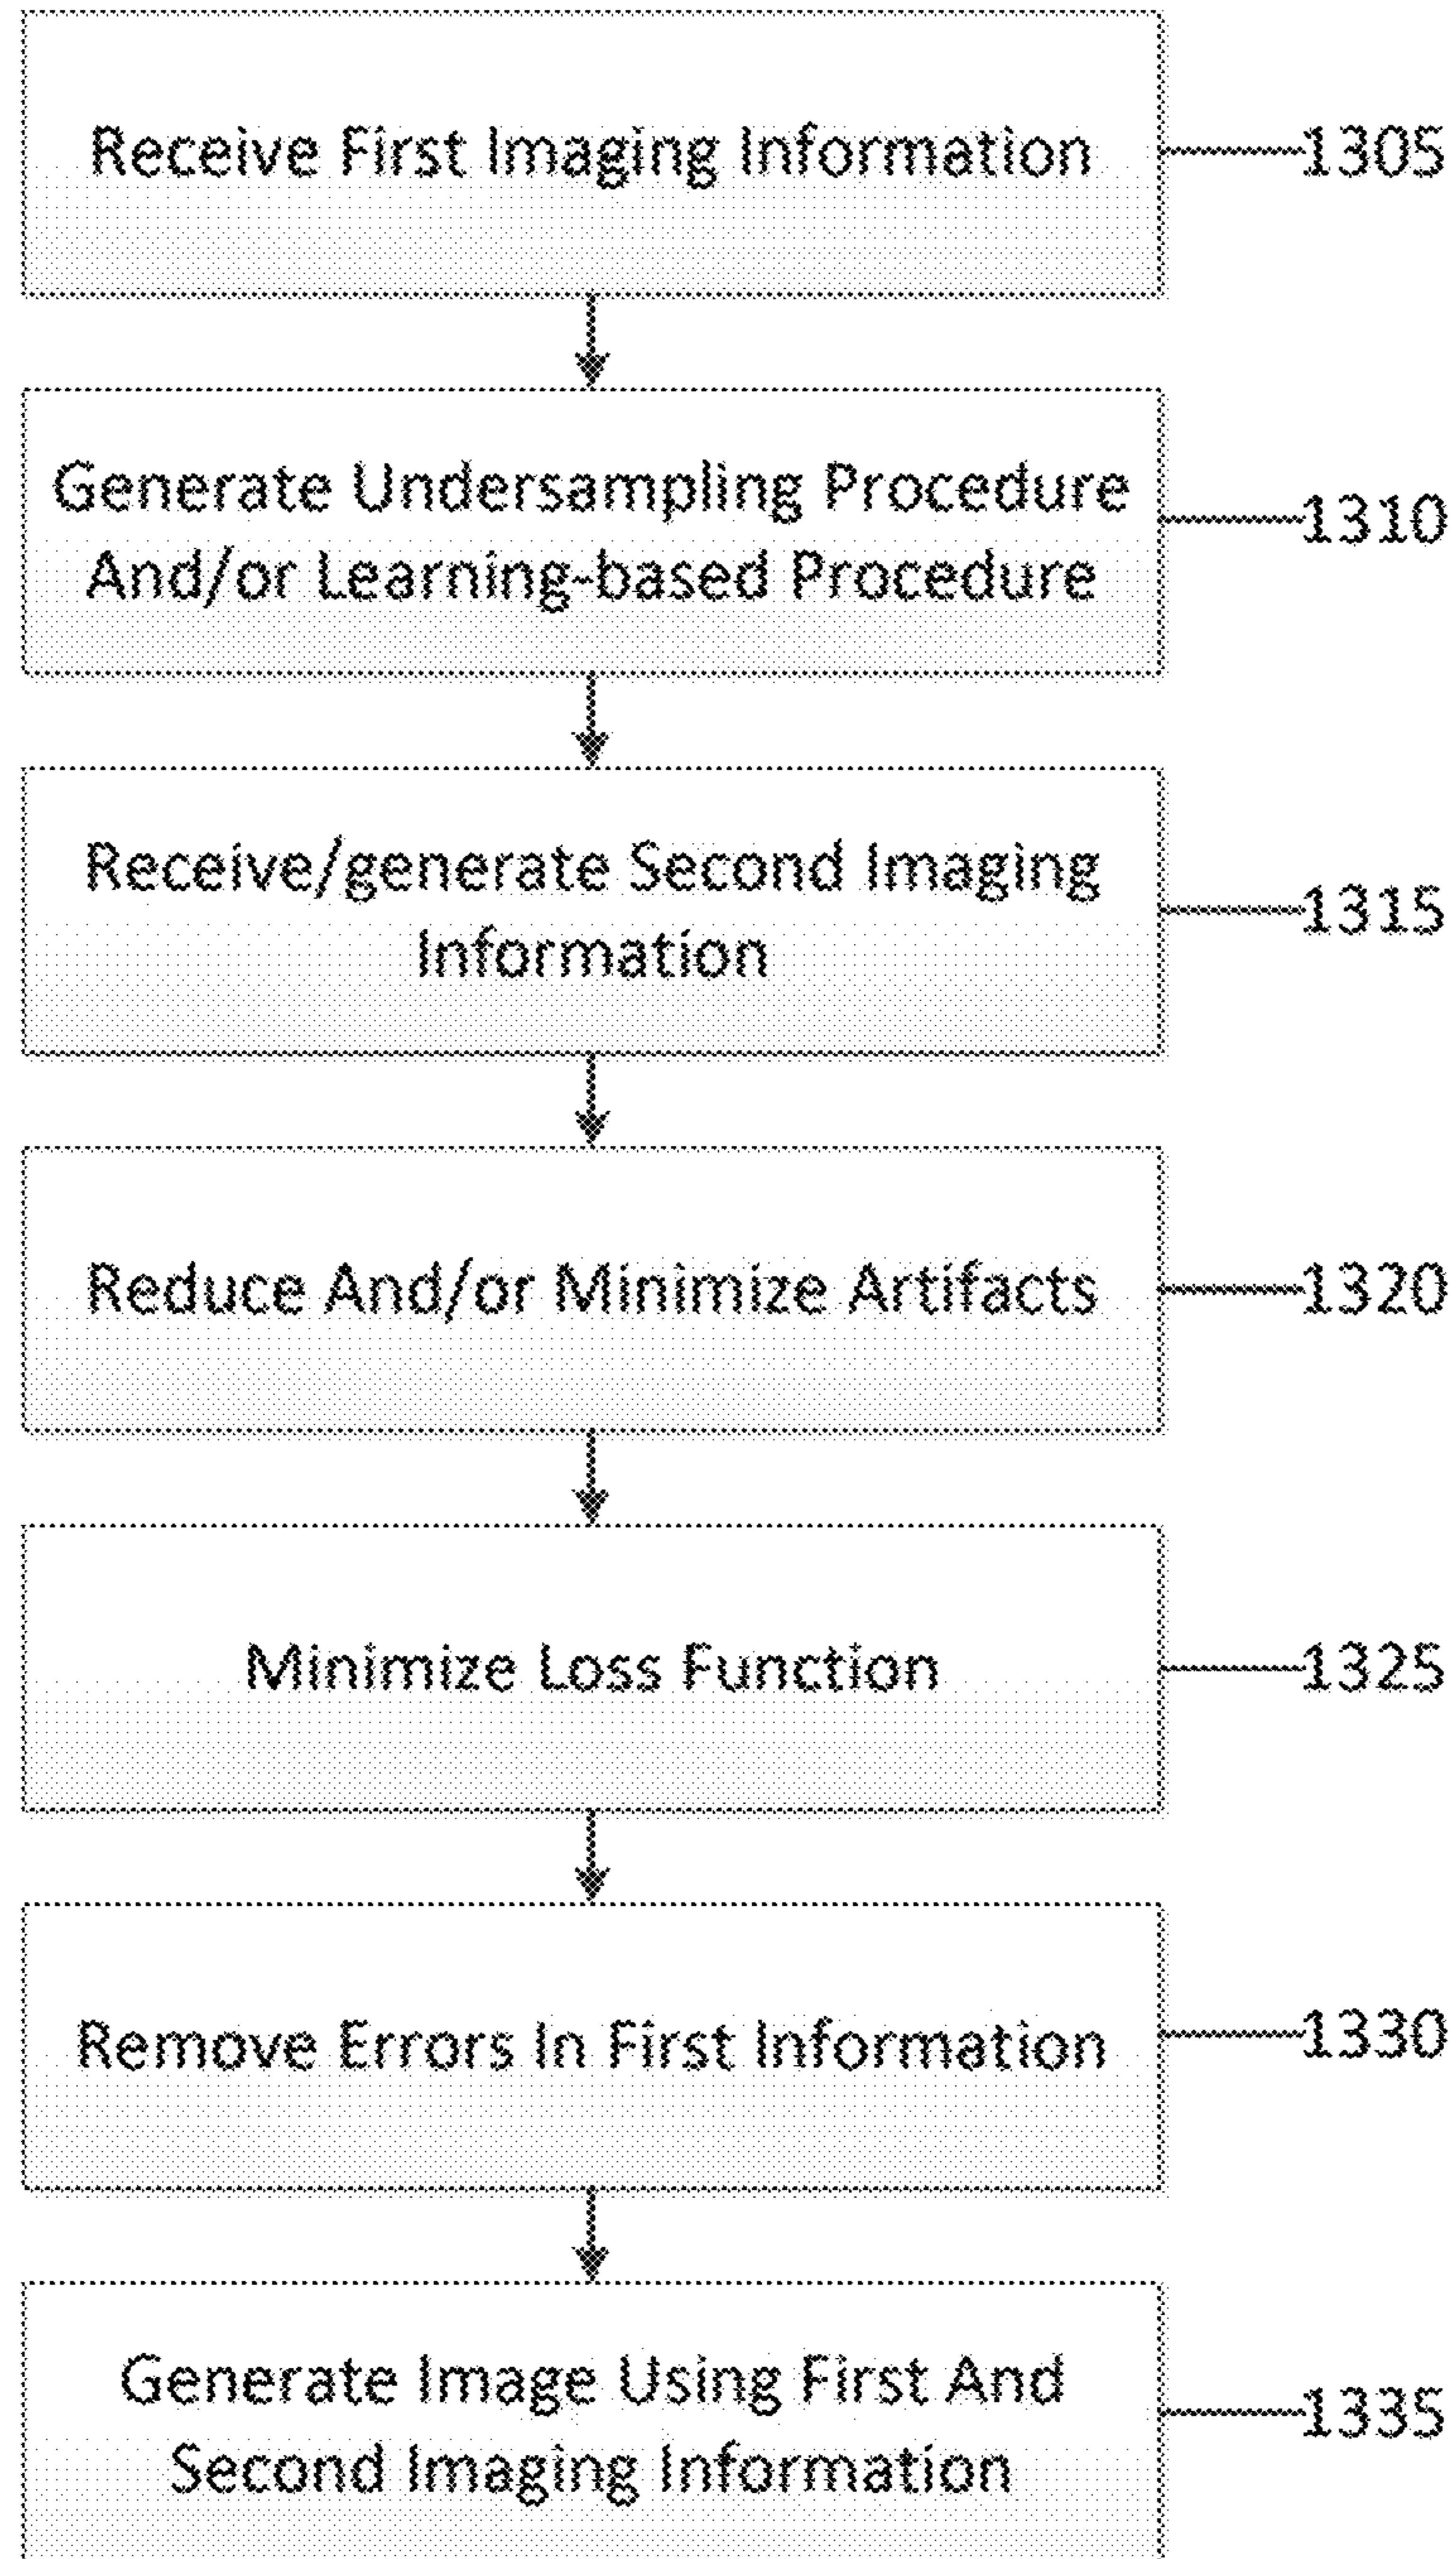 Receive First Imaging Information
1305
Generate Undersampling Procedure
And/or Learning-based Procedure
1310
Receive/generate Second Imaging
Information
1315
Reduce And/or Minimize Artifacts
1320
Minimize Loss Function
1325
Remove Errors In First Information
1330
Generate Image Using First And
Second Imaging Information
1335